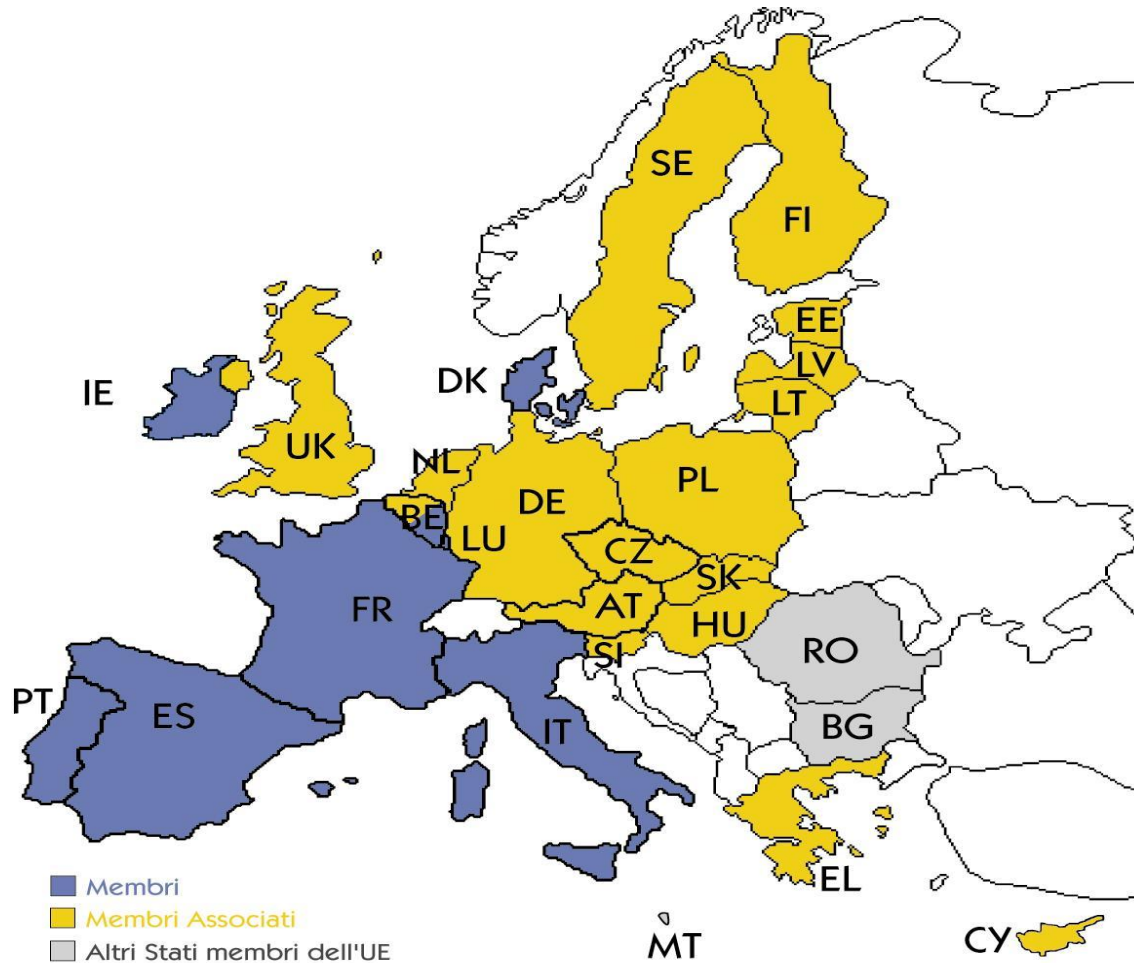 SE
FI
EE
LV
LT
IE
DK
UK
NL
BE
LU
DE
PL
CZ
SK
AT
HU
SI
FR
RO
BG
PT
ES
IT
EL
MT
CY
Membri
Membri Associati
Altri Stati membri dell'UE